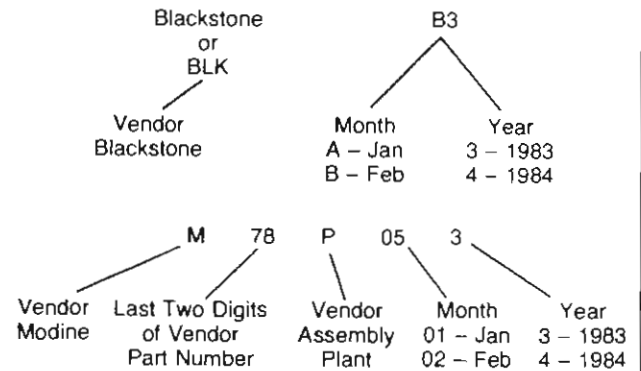 Blackstone B3
or
BLK
Vendor Month Year
Blackstone A – Jan 3 – 1983
B – Feb 4 – 1984
M 78 P 05 3
Vendor Last Two Digits Vendor Month Year
Modine of Vendor Assembly 01 – Jan 3 – 1983
Part Number Plant 02 – Feb 4 – 1984